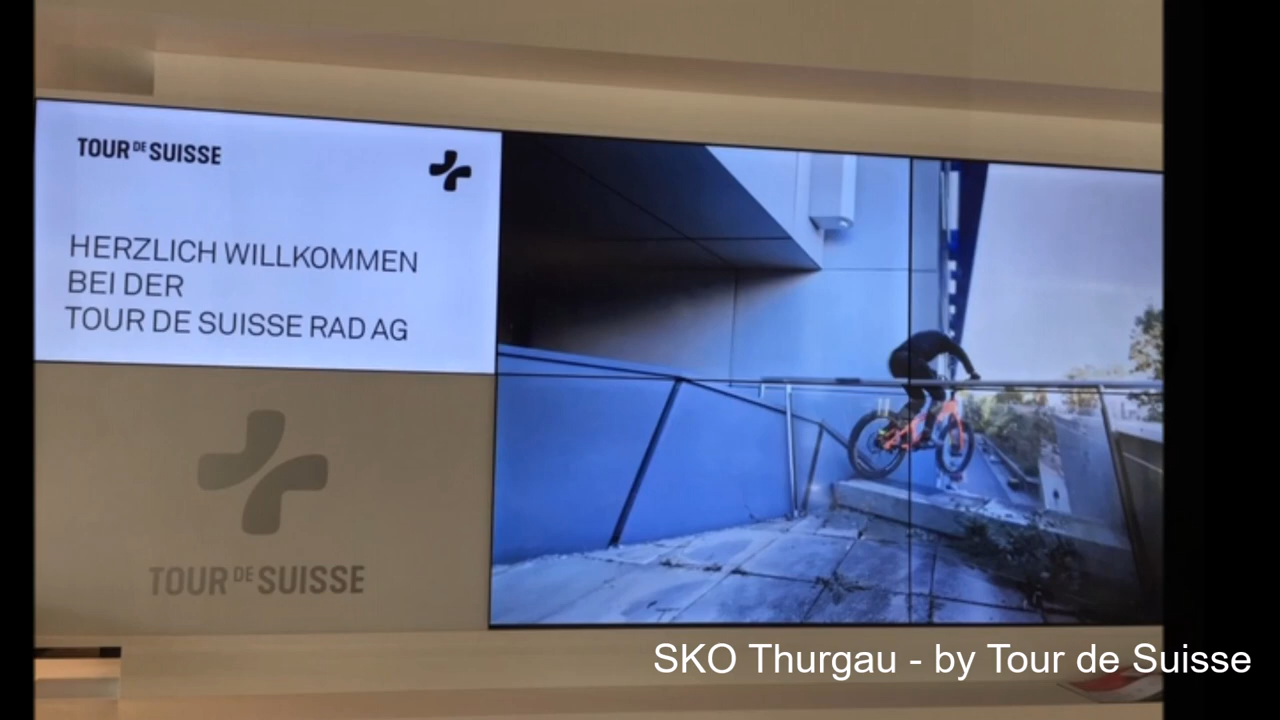 TOUR DE SUISSE
HERZLICH WILLKOMMEN
BEI DER
TOUR DE SUISSE RAD AG
TOUR DE SUISSE
SKO Thurgau - by Tour de Suisse